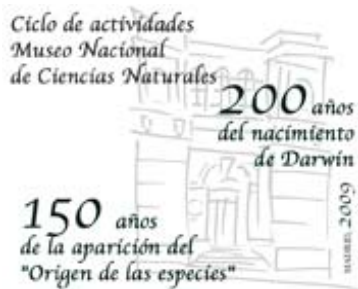 Ciclo de actividades
Museo Nacional
de Ciencias Naturales
200 años
del nacimiento
de Darwin
150 años
de la aparición del
"Origen de las especies"
MADRID, 2009